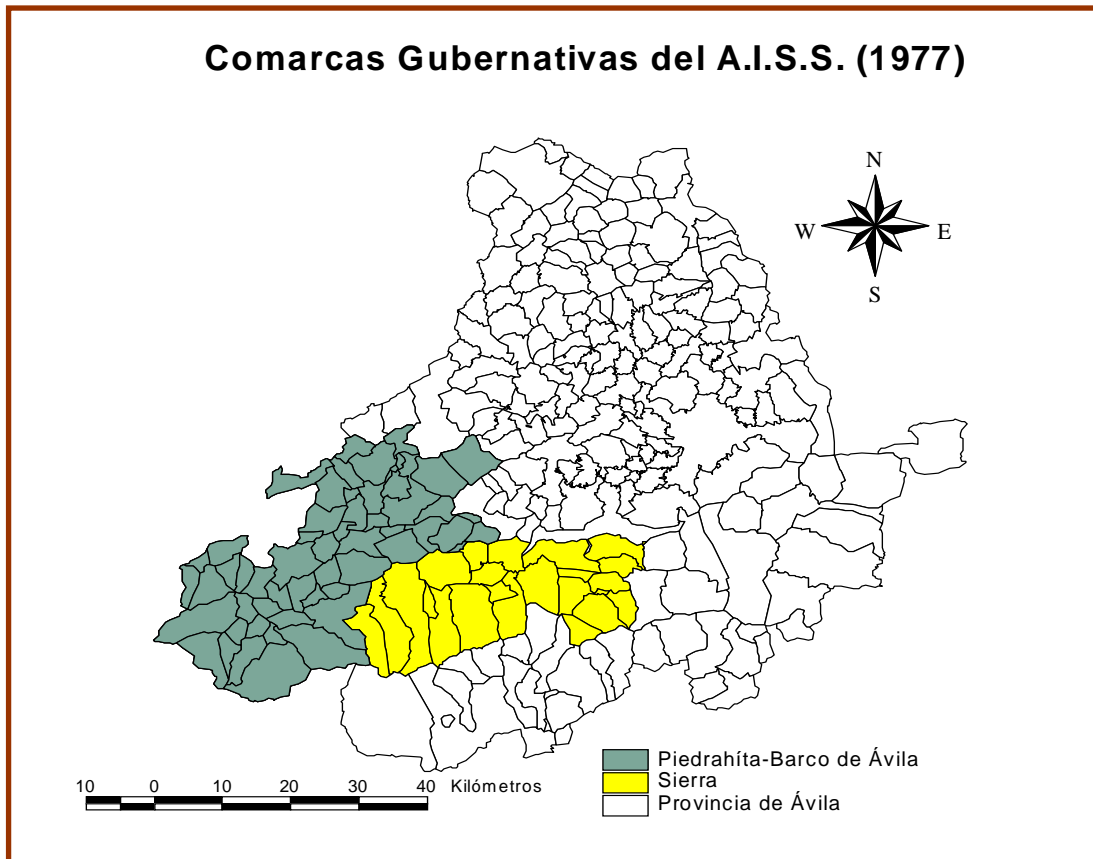 Comarcas Gubernativas del A.I.S.S. (1977)
N
W E
S
Piedrahíta-Barco de Ávila
Sierra
Provincia de Ávila
10 0 10 20 30 40 Kilómetros